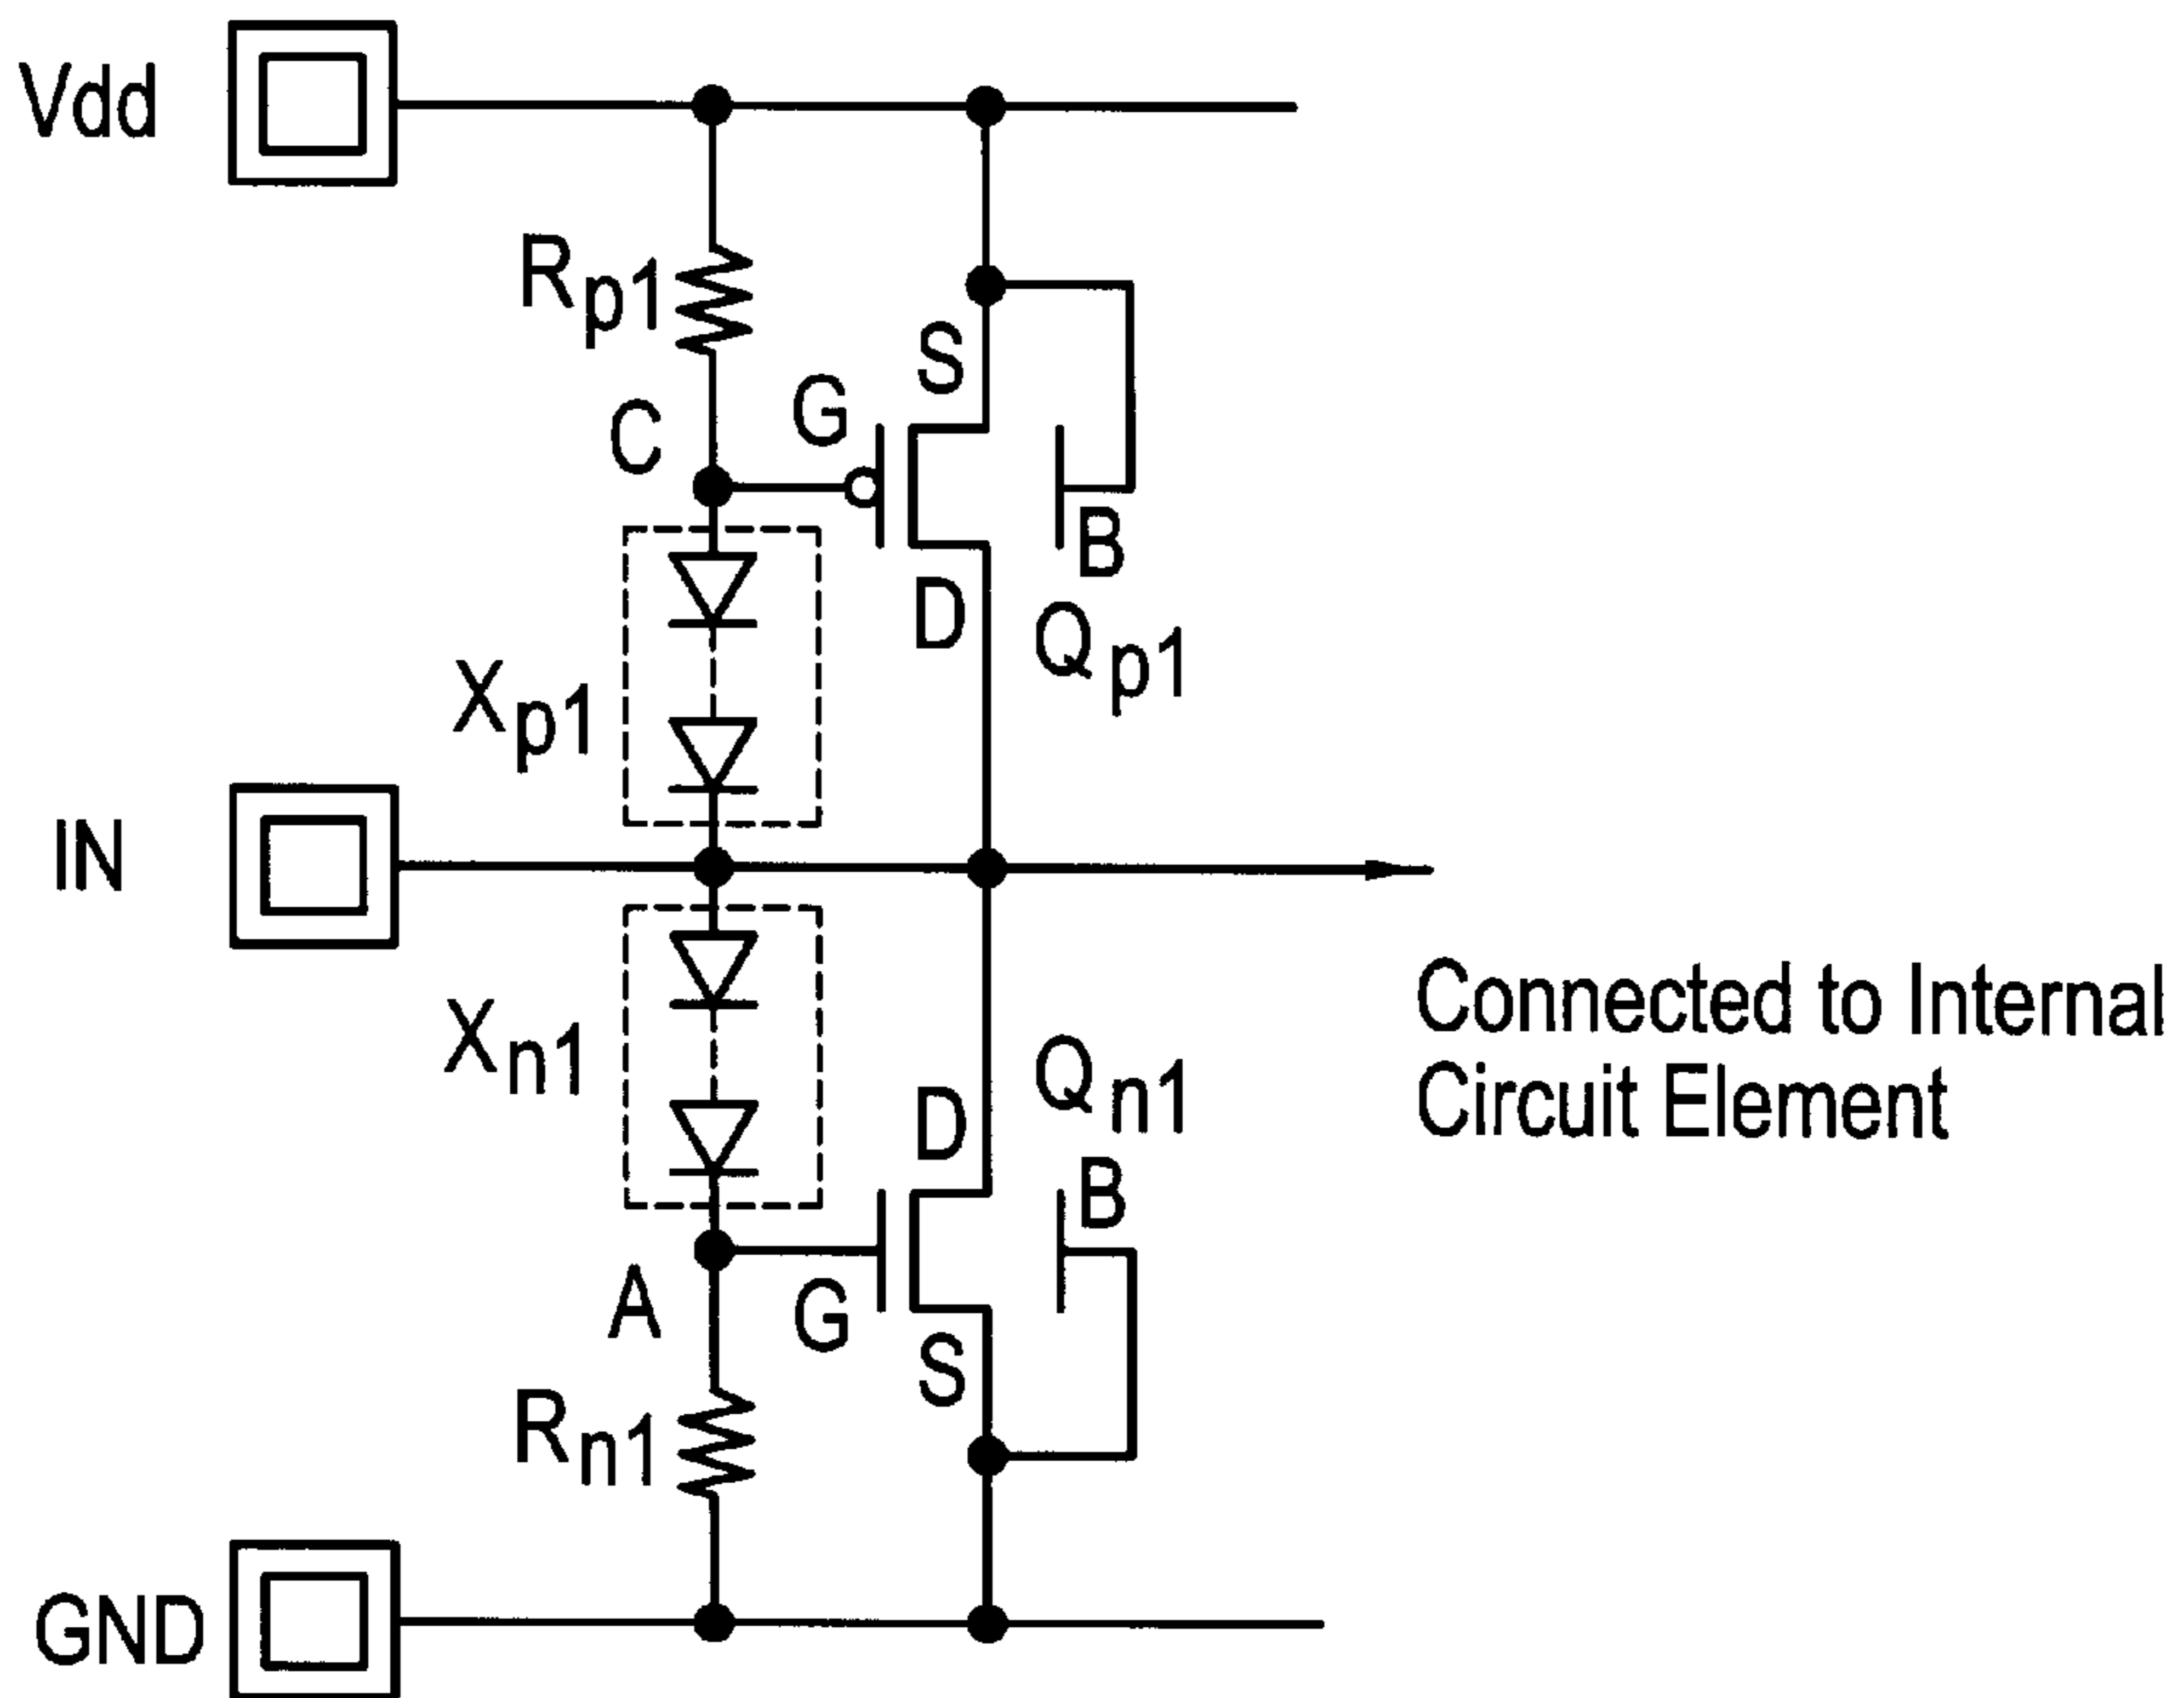 Vdd
Rp1
S
G
C
B
D
Qp1
Xp1
IN
Connected to Internal
Circuit Element
Xn1
Qn1
D
B
A
G
S
Rn1
GND